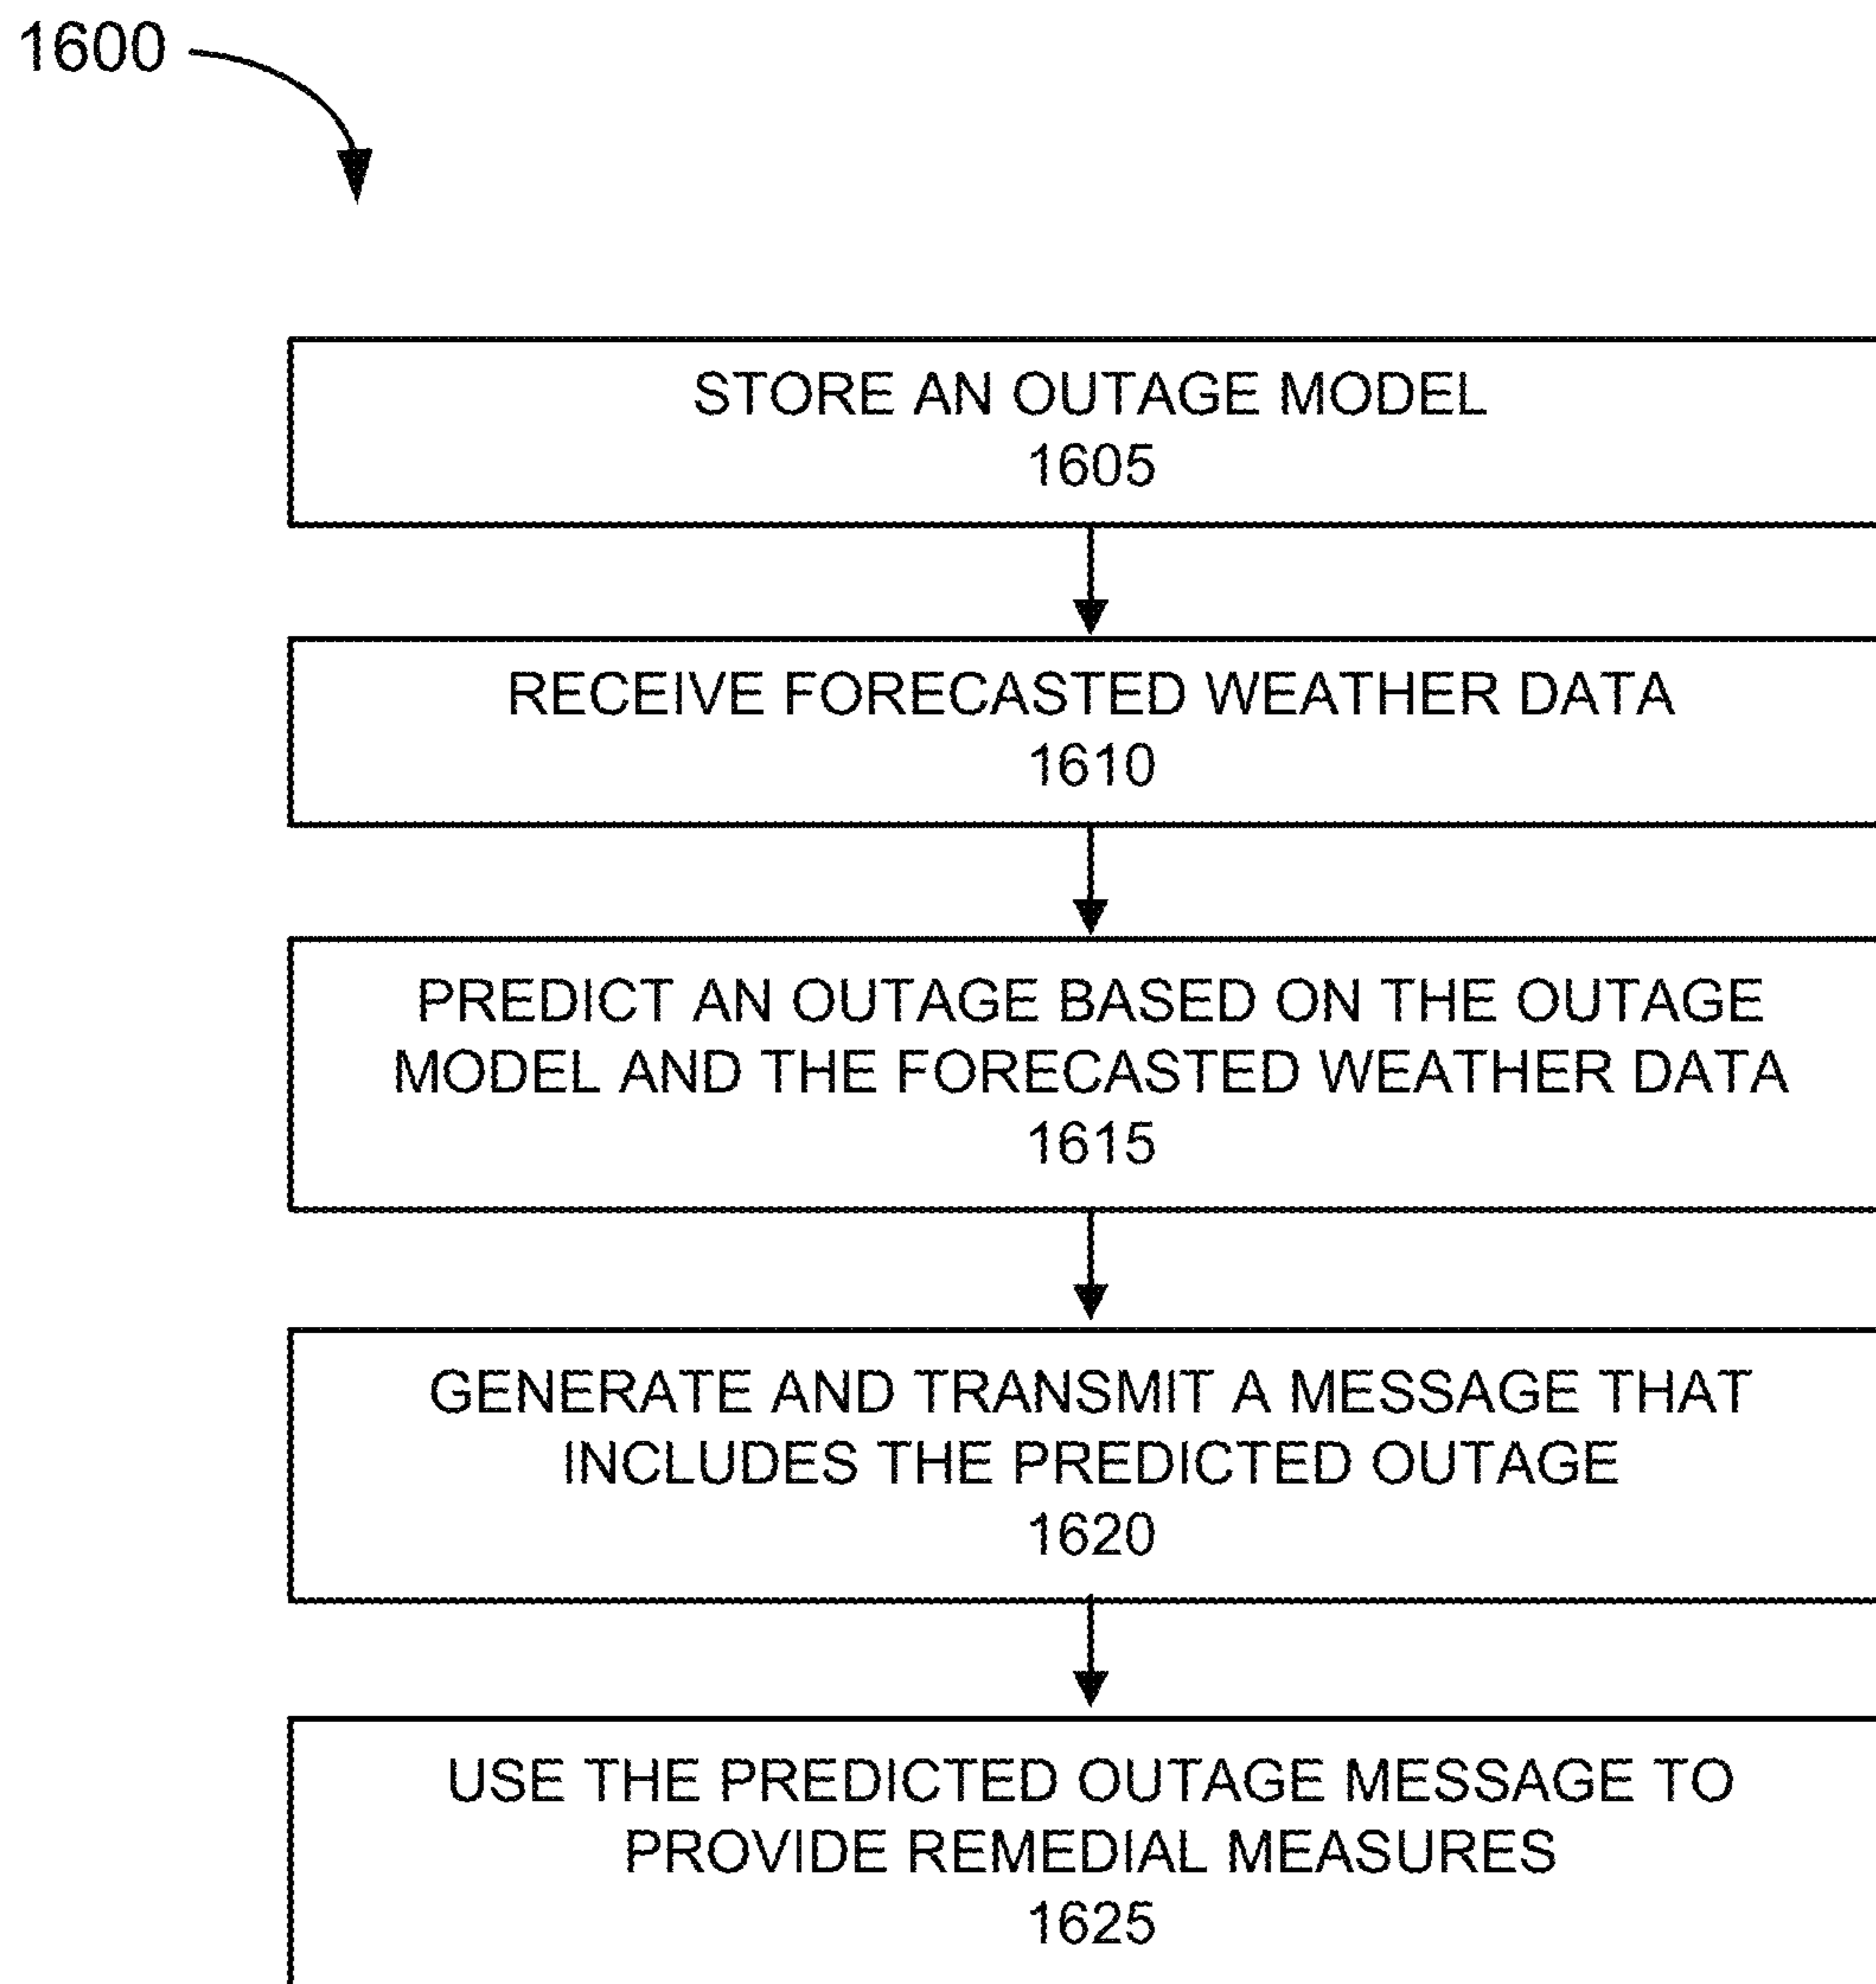 1600
STORE AN OUTAGE MODEL
1605
RECEIVE FORECASTED WEATHER DATA
1610
PREDICT AN OUTAGE BASED ON THE OUTAGE
MODEL AND THE FORECASTED WEATHER DATA
1615
GENERATE AND TRANSMIT A MESSAGE THAT
INCLUDES THE PREDICTED OUTAGE
1620
USE THE PREDICTED OUTAGE MESSAGE TO
PROVIDE REMEDIAL MEASURES
1625